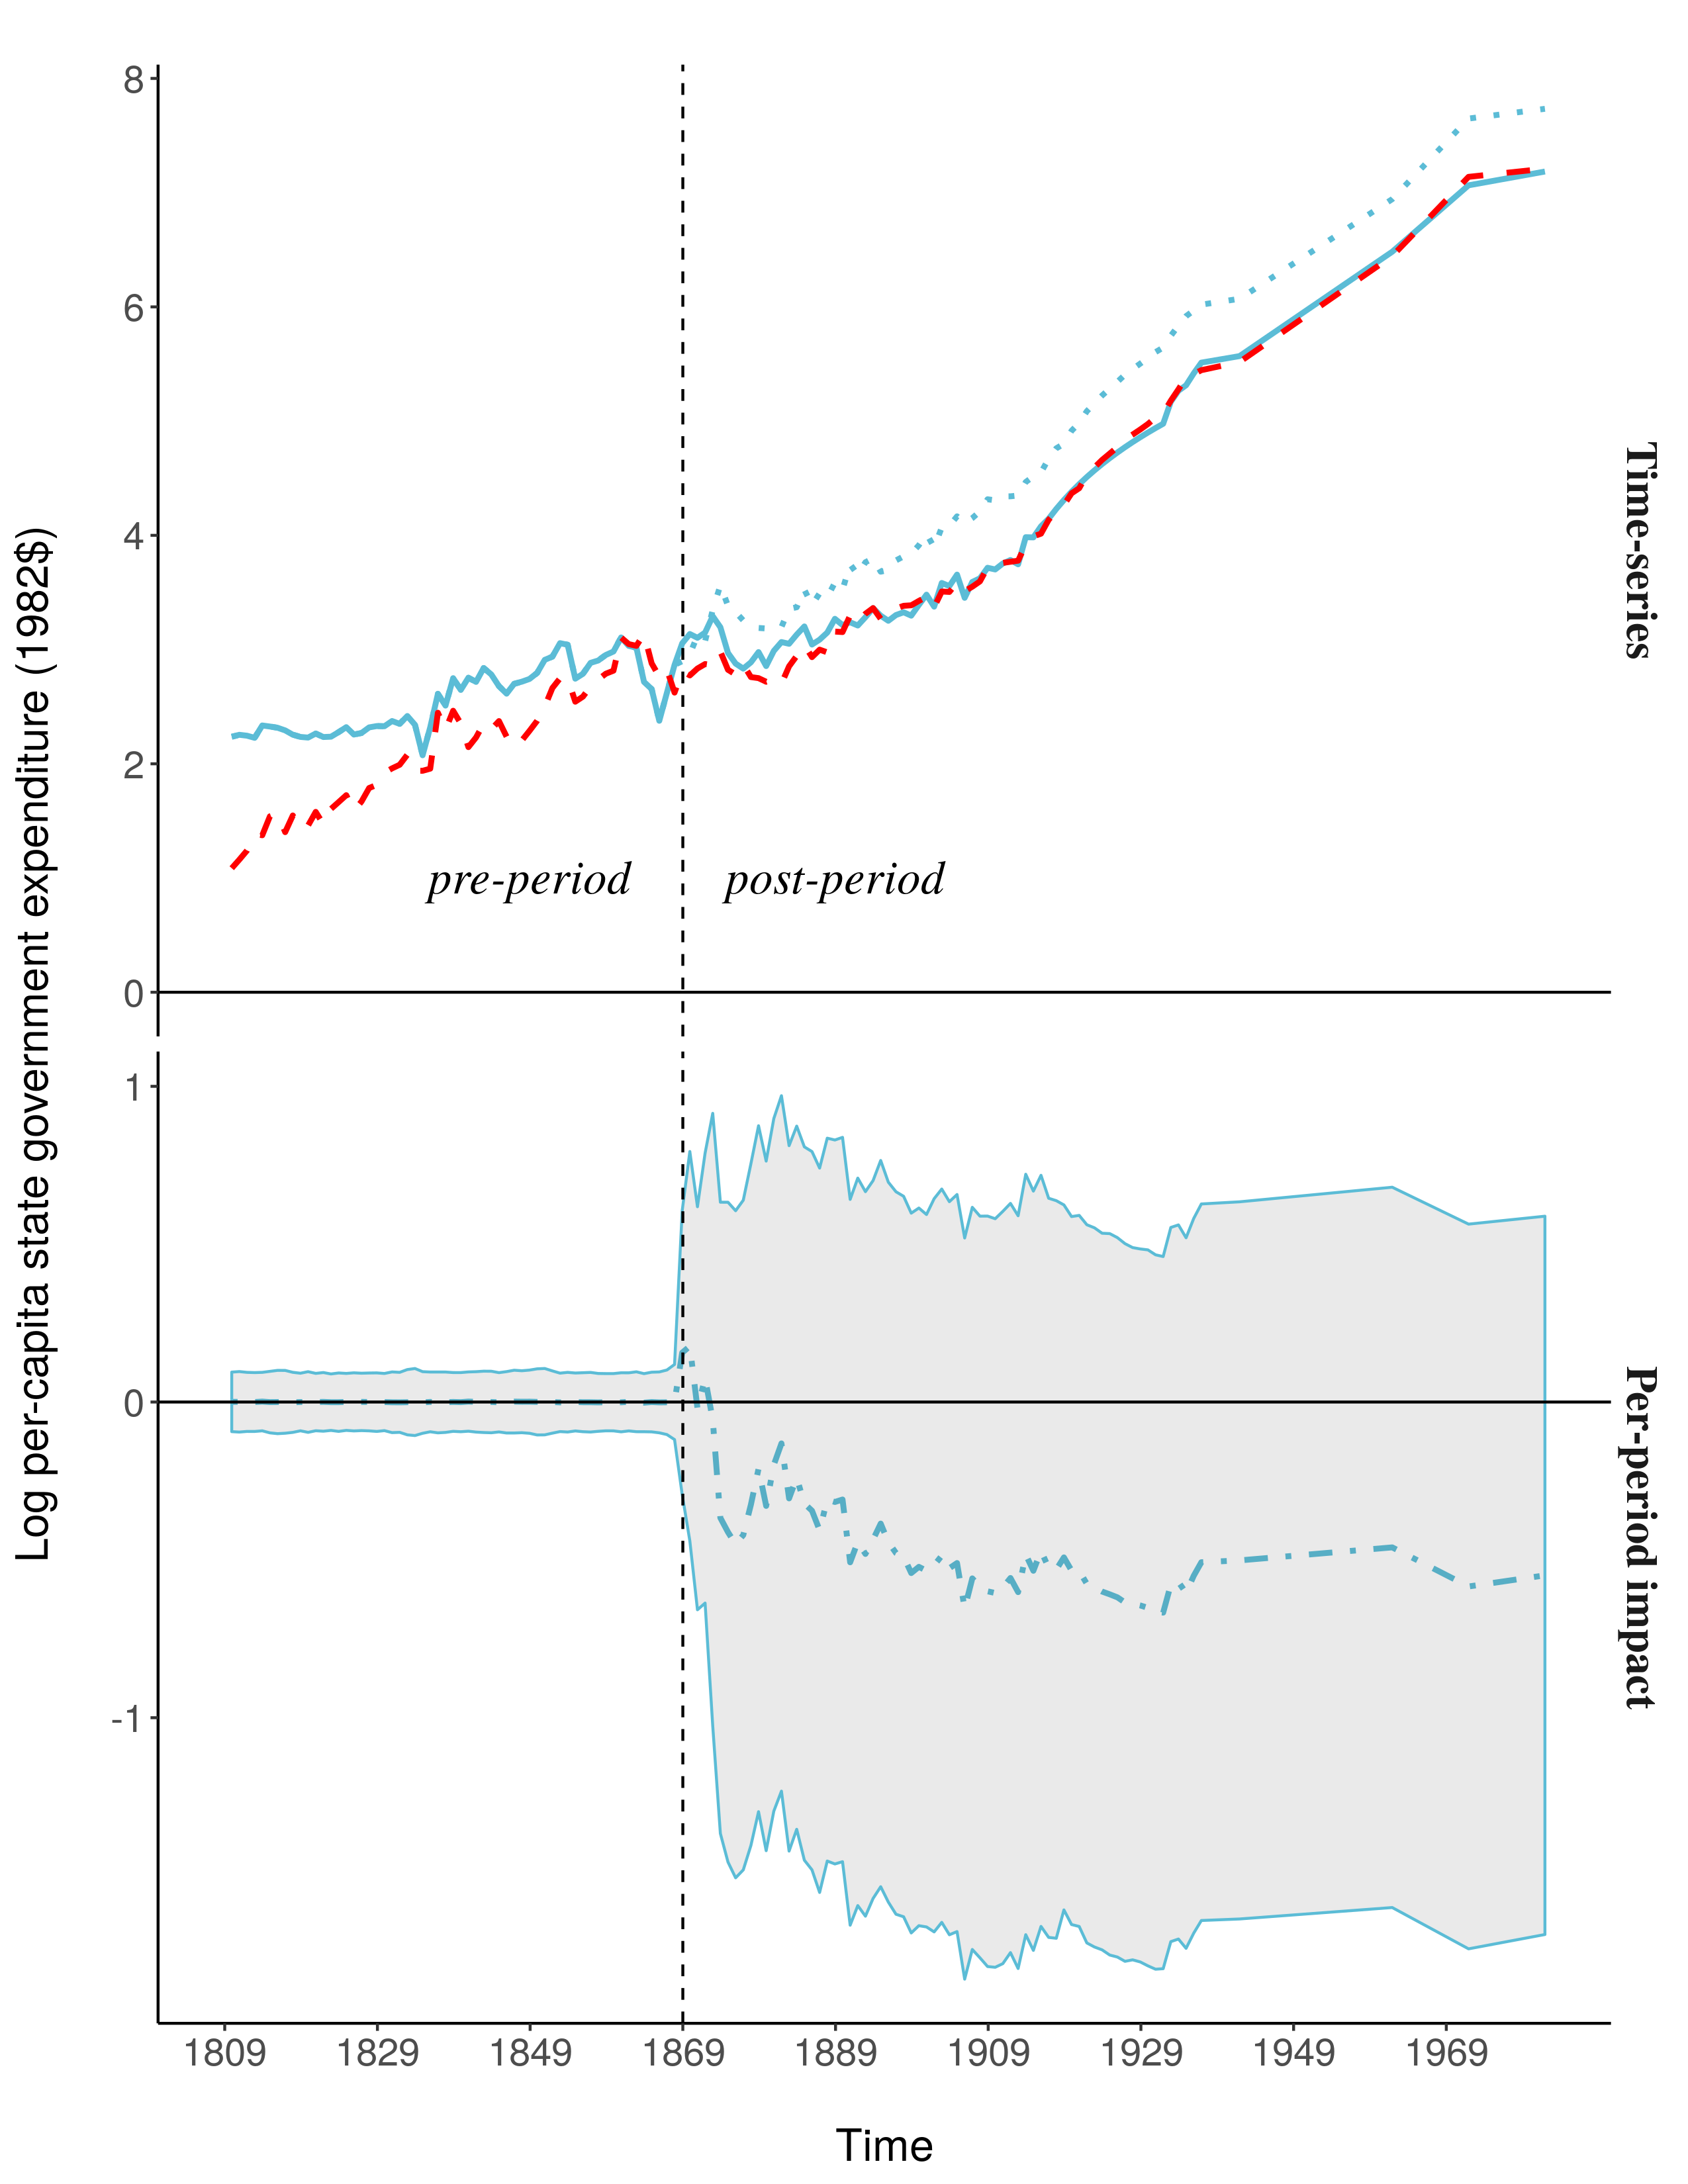 Log per-capita state government expenditure (1982$)
8
6
4
2
0
pre-period
post-period
Time-series
1
0
-1
Per-period impact
1809
1829
1849
1869
1889
1909
1929
1949
1969
Time